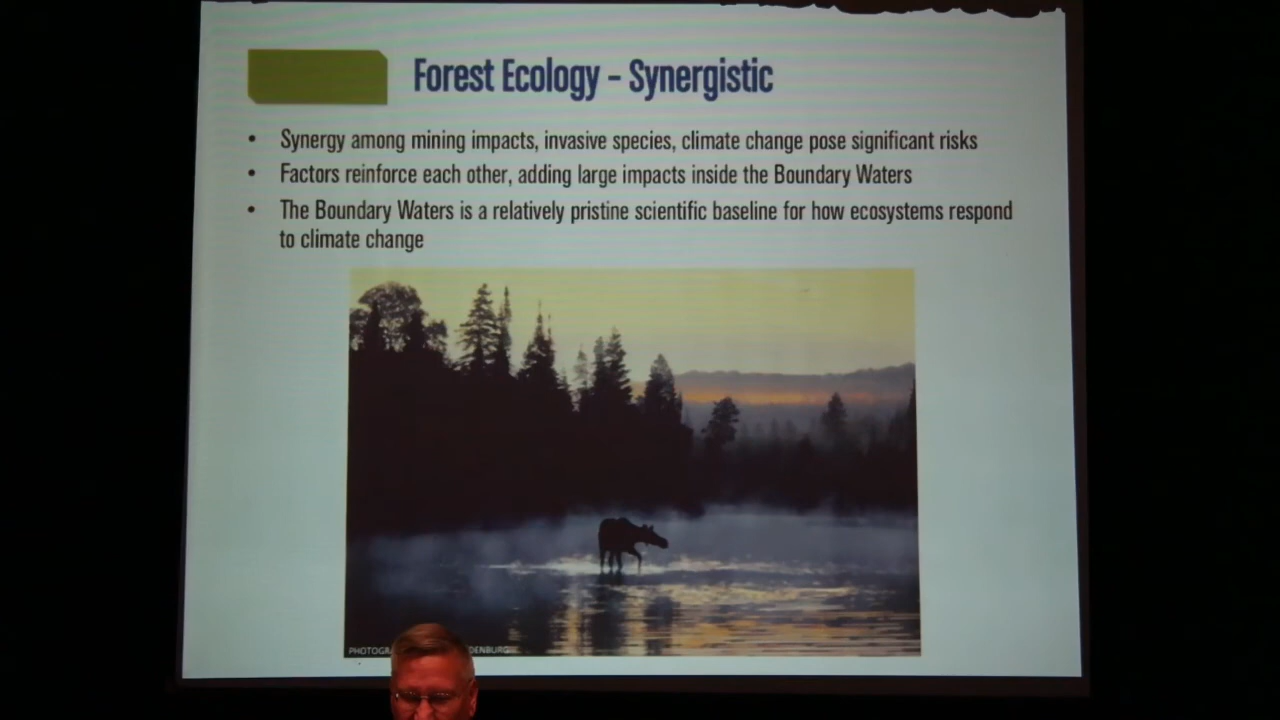 Forest Ecology – Synergistic
• Synergy among mining impacts, invasive species, climate change pose significant risks
• Factors reinforce each other, adding large impacts inside the Boundary Waters
• The Boundary Waters is a relatively pristine scientific baseline for how ecosystems respond
to climate change